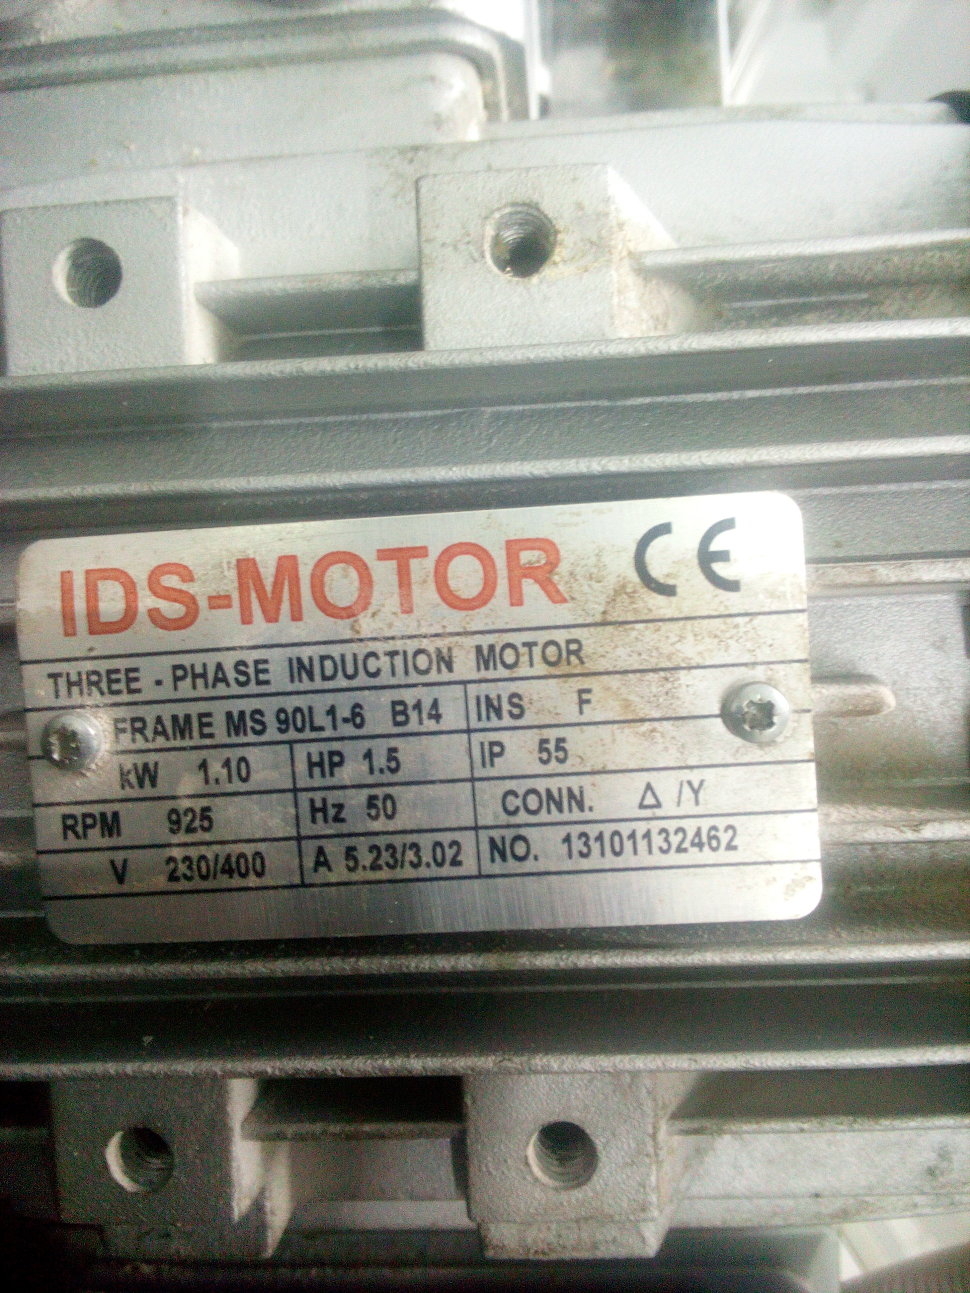 IDS-MOTOR CE
THREE - PHASE INDUCTION MOTOR
FRAME MS 90L1-6 B14 INS F
kW 1.10 HP 1.5 IP 55
RPM 925 Hz 50 CONN. Δ /Y
V 230/400 A 5.23/3.02 NO. 13101132462